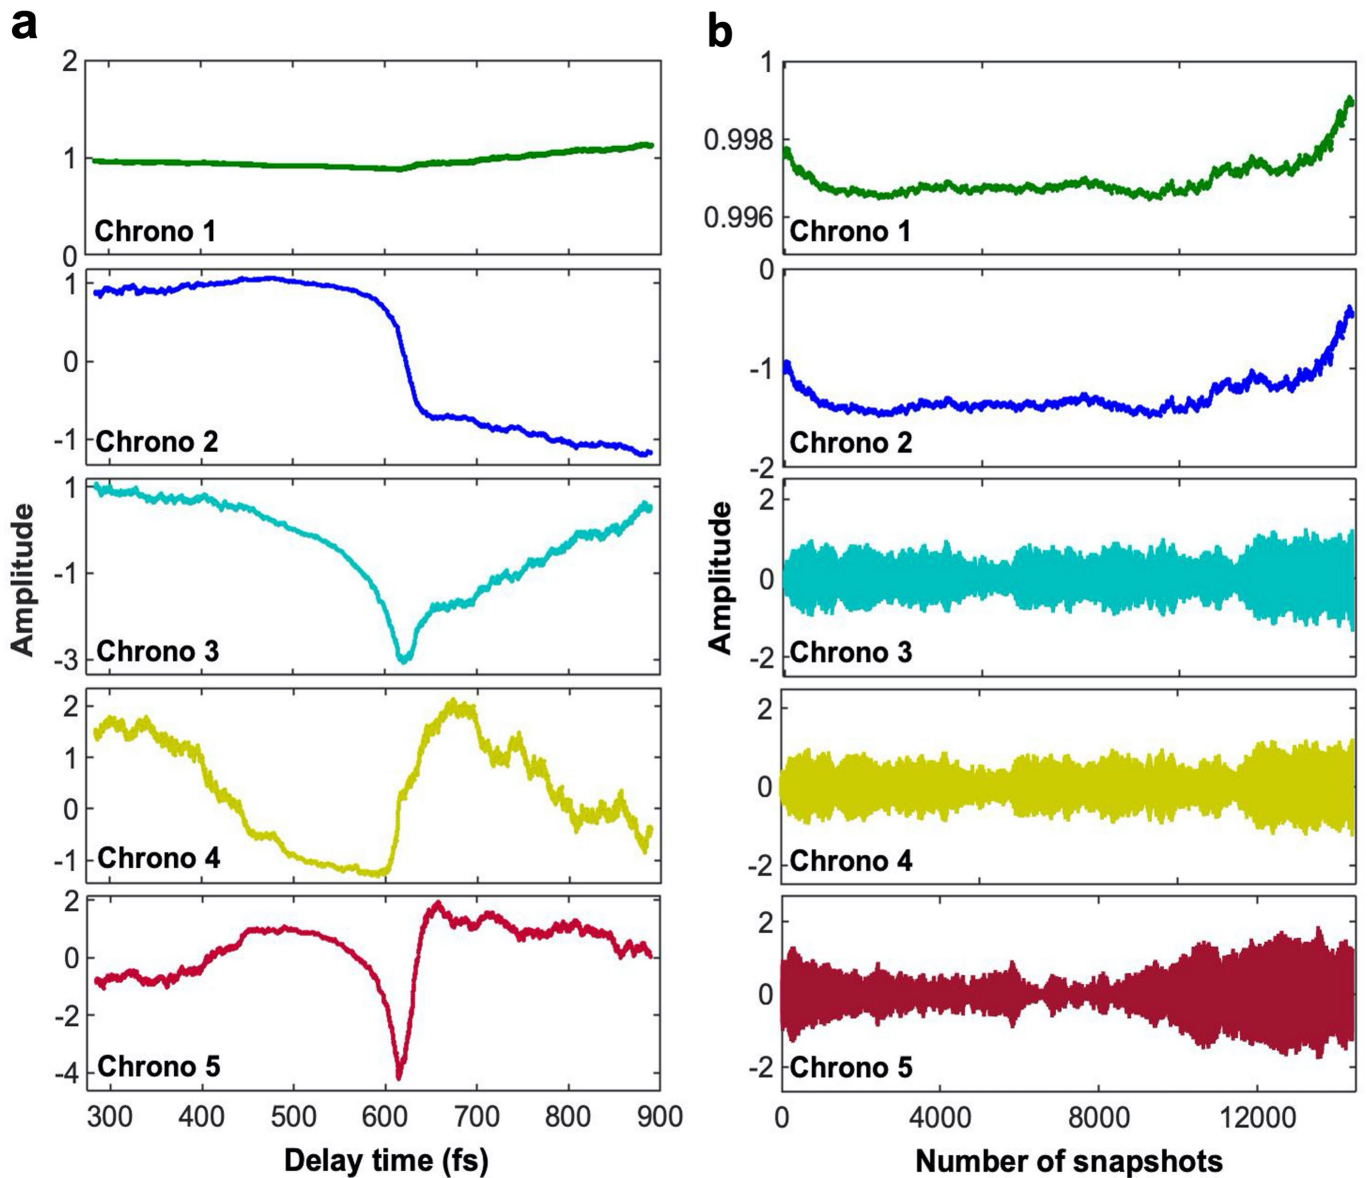 a
2
1
0
Chrono 1
1
0
-1
Chrono 2
1
-1
-3
Chrono 3
2
1
0
-1
Chrono 4
2
0
-2
-4
Chrono 5
300 400 500 600 700 800 900
Delay time (fs)
Amplitude
b
1
0.998
0.996
Chrono 1
0
-1
-2
Chrono 2
2
0
-2
Chrono 3
2
0
-2
Chrono 4
2
0
-2
Chrono 5
0 4000 8000 12000
Number of snapshots
Amplitude